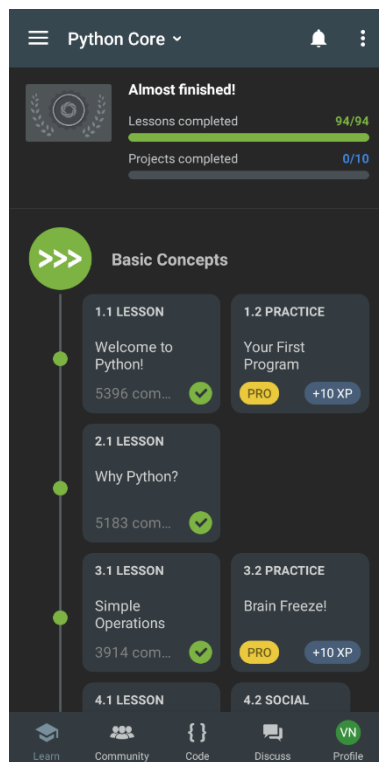 Python Core
Almost finished!
Lessons completed 94/94
Projects completed 0/10
>>> Basic Concepts
1.1 LESSON
Welcome to
Python!
5396 com...
1.2 PRACTICE
Your First
Program
PRO +10 XP
2.1 LESSON
Why Python?
5183 com...
3.1 LESSON
Simple
Operations
3914 com...
3.2 PRACTICE
Brain Freeze!
PRO +10 XP
4.1 LESSON
4.2 SOCIAL
{ } VN
Learn Community Code Discuss Profile